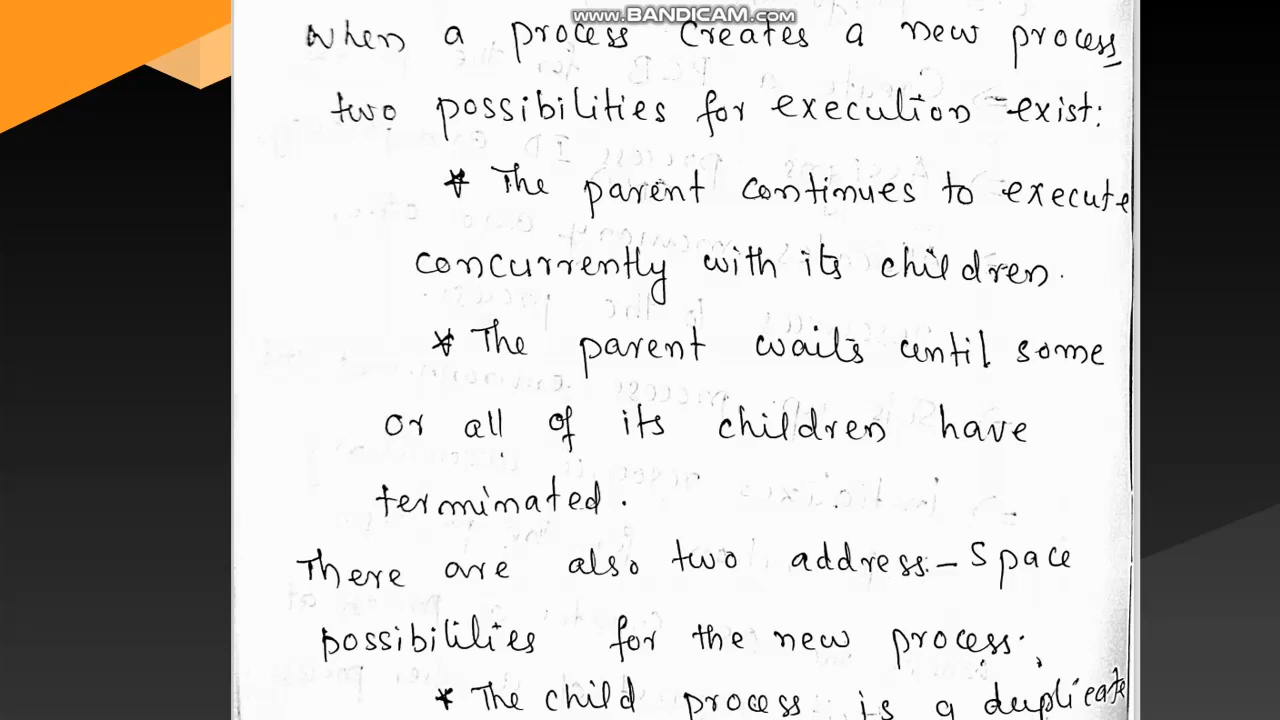 www.BANDICAM.com
when a process creates a new process
two possibilities for execution exist:
* The parent continues to execute
concurrently with its children.
* The parent waits until some
or all of its children have
terminated.
There are also two address-space
possibilities for the new process:
* The child process is a duplicate